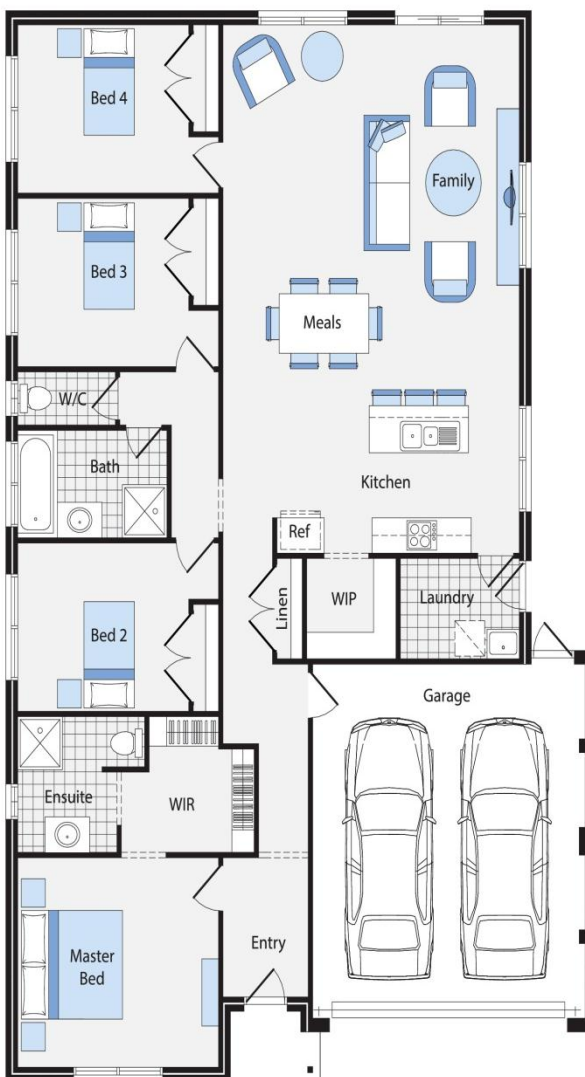 Bed 4
Family
Bed 3
Meals
W/C
Bath
Kitchen
Ref
Linen
WIP
Laundry
Bed 2
Garage
Ensuite
WIR
Master
Bed
Entry